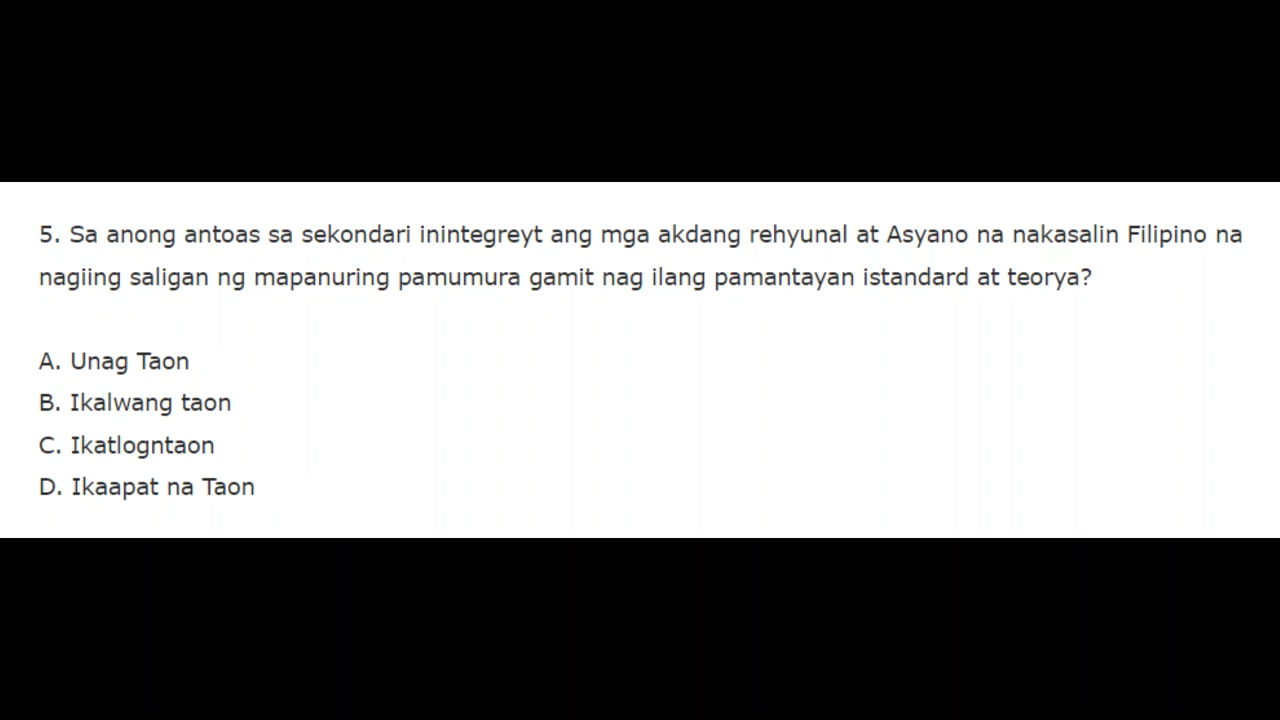 5. Sa anong antoas sa sekondari inintegreyt ang mga akdang rehyunal at Asyano na nakasalin Filipino na
nagiing saligan ng mapanuring pamumura gamit nag ilang pamantayan istandard at teorya?
A. Unag Taon
B. Ikalwang taon
C. Ikatlogntaon
D. Ikaapat na Taon